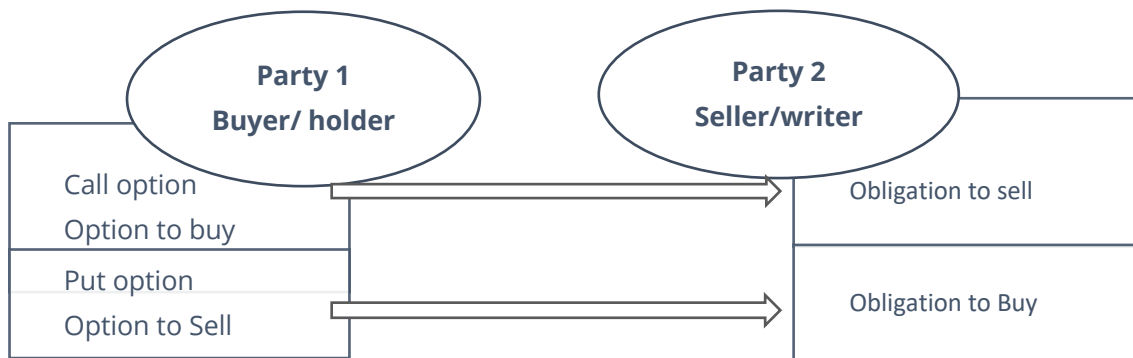 Party 1
Buyer/ holder
Party 2
Seller/writer
Call option
Option to buy
Obligation to sell
Put option
Option to Sell
Obligation to Buy